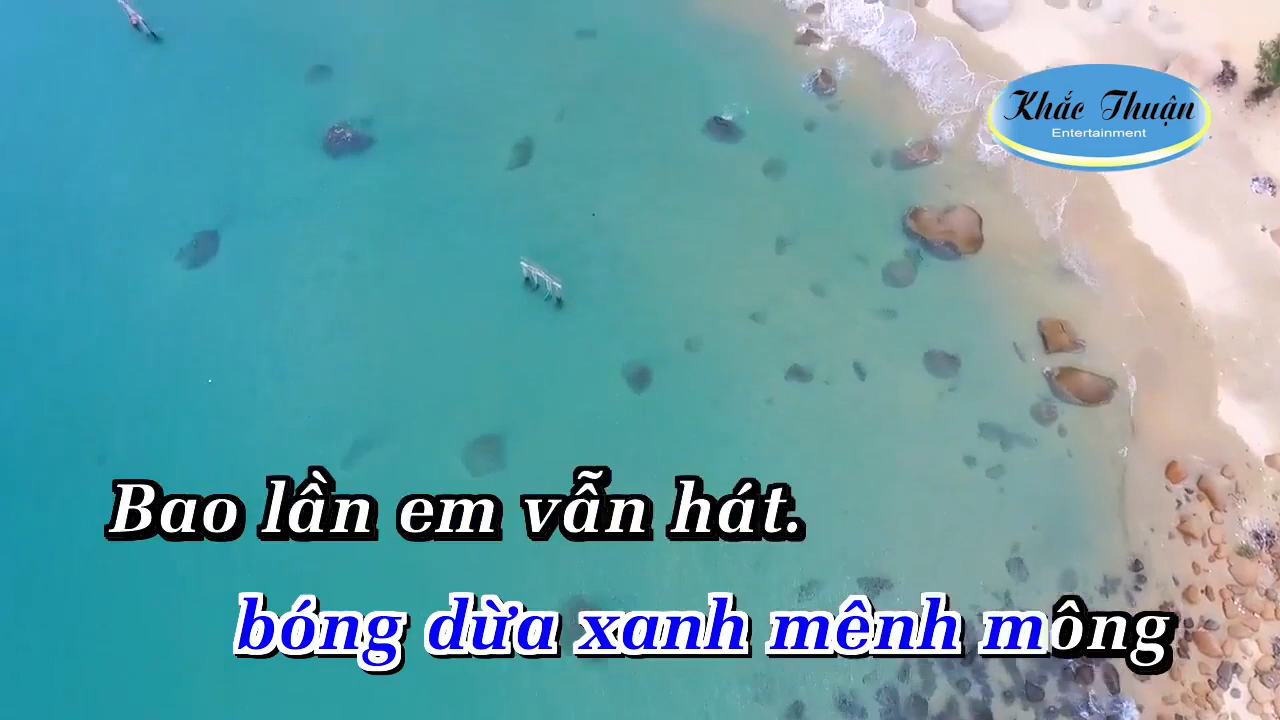 Khắc Thuận
Entertainment
Bao lần em vẫn hát.
bóng dừa xanh mênh mông